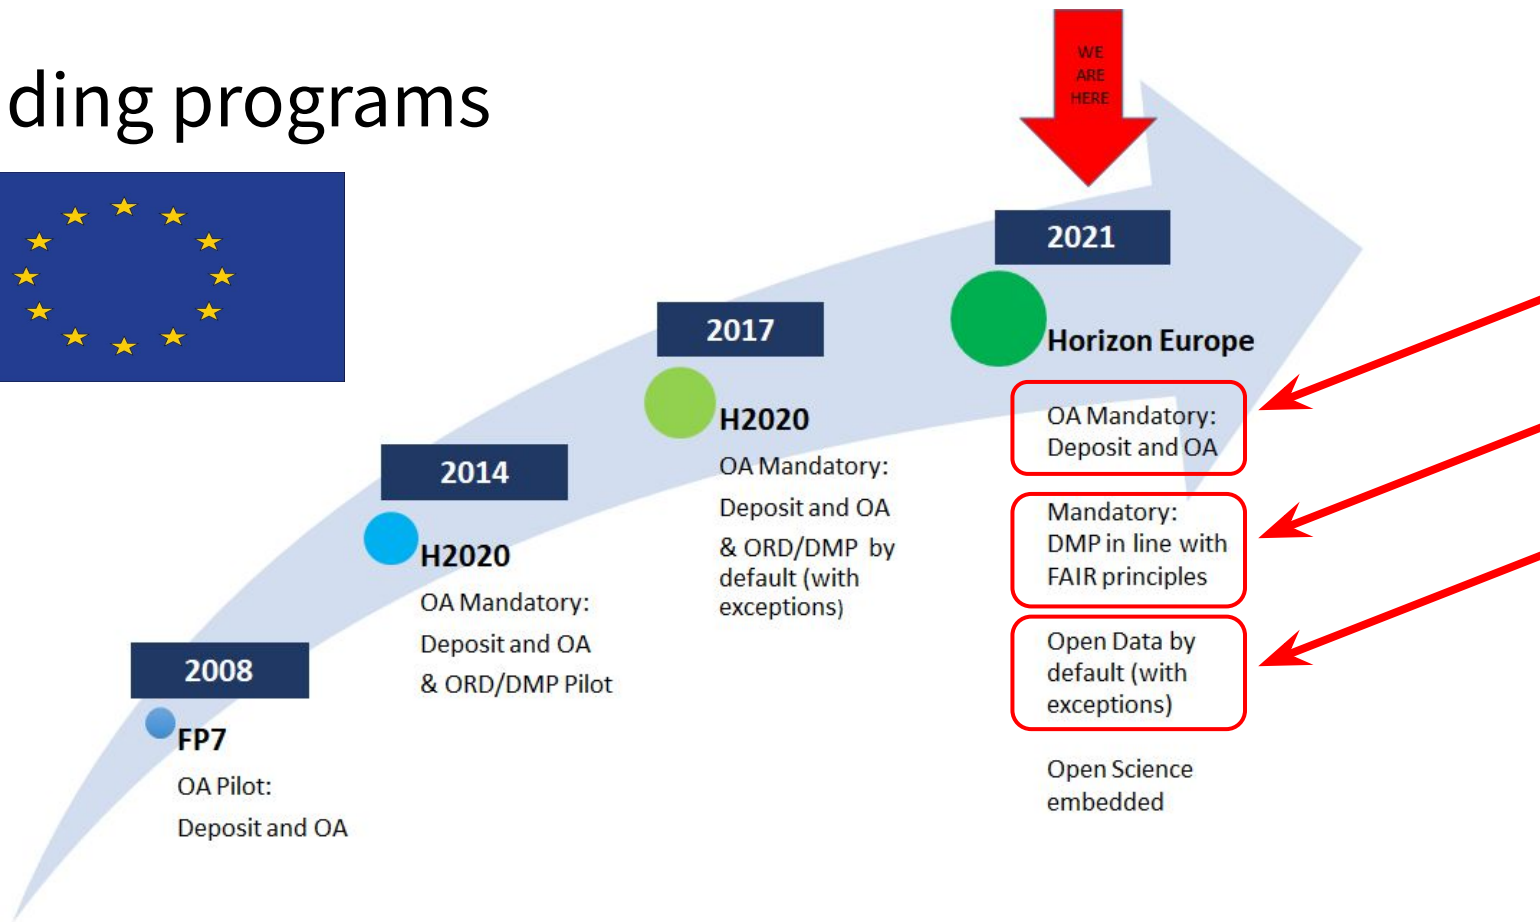 ding programs
WE
ARE
HERE
2021
Horizon Europe
OA Mandatory:
Deposit and OA
Mandatory:
DMP in line with
FAIR principles
Open Data by
default (with
exceptions)
Open Science
embedded
2017
H2020
OA Mandatory:
Deposit and OA
& ORD/DMP by
default (with
exceptions)
2014
H2020
OA Mandatory:
Deposit and OA
& ORD/DMP Pilot
2008
FP7
OA Pilot:
Deposit and OA